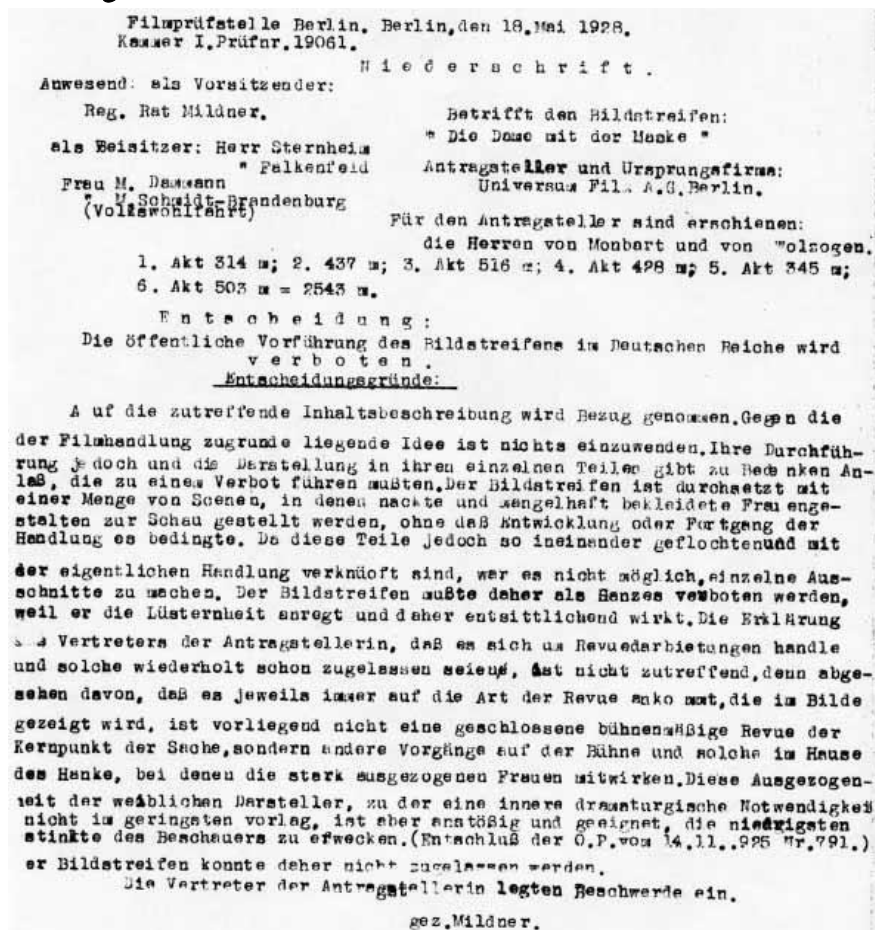 Filmprüfstelle Berlin. Berlin,den 18.Mai 1928.
Kammer I.Prüfnr.19061.
N i e d e r s c h r i f t .
Anwesend: als Vorsitzender:
Reg. Rat Mildner.
Betrifft den Bildstreifen:
" Die Dame mit der Maske "
als Beisitzer: Herr Sternheim
" Falkenfeld
Antragsteller und Ursprungsfirma:
Universum Film A.G.Berlin.
Frau M. Dammann
". M.Schmidt-Brandenburg
(Volkswohlfahrt)
Für den Antragsteller sind erschienen:
die Herren von Monbart und von Wolzogen.
1. Akt 314 m; 2. 437 m; 3. Akt 516 m; 4. Akt 428 m; 5. Akt 345 m;
6. Akt 503 m = 2543 m.
E n t s c h e i d u n g :
Die öffentliche Vorführung des Bildstreifens im Deutschen Reiche wird
v e r b o t e n .
Entscheidungsgründe:
A uf die zutreffende Inhaltsbeschreibung wird Bezug genommen.Gegen die
der Filmhandlung zugrunde liegende Idee ist nichts einzuwenden.Ihre Durchfüh-
rung je doch und die Darstellung in ihren einzelnen Teilen gibt zu Bede nken An-
laß, die zu einem Verbot führen mußten.Der Bildstreifen ist durchsetzt mit
einer Menge von Scenen, in denen nackte und mangelhaft bekleidete Frau enge-
stalten zur Schau gestellt werden, ohne daß Entwicklung oder Fortgang der
Handlung es bedingte. Da diese Teile jedoch so ineinander geflochtenund mit
der eigentlichen Handlung verknüoft sind, war es nicht möglich,einzelne Aus-
schnitte zu machen. Der Bildstreifen mußte daher als Hanzes verboten werden,
weil er die Lüsternheit anregt und daher entsittlichend wirkt.Die Erklärung
Vertreters der Antragstellerin, daß es sich um Revuedarbietungen handle
und solche wiederholt schon zugelassen seien, ist nicht zutreffend,denn abge-
sehen davon, daß es jeweils immer auf die Art der Revue anko mmt,die im Bilde
gezeigt wird, ist vorliegend nicht eine geschlossene bühnenmäßige Revue der
Kernpunkt der Sache,sondern andere Vorgänge auf der Bühne und solche im Hause
des Hanke, bei denen die stark ausgezogenen Frauen mitwirken.Diese Ausgezogen-
heit der weiblichen Darsteller, zu der eine innere dramaturgische Notwendigkeit
nicht im geringsten vorlag, ist aber anstößig und geeignet, die niedrigsten
stinkte des Beschauers zu erwecken.(Entschluß der O.P.vom 14.11..925 Nr.791.)
er Bildstreifen konnte daher nicht zugelassen werden.
Die Vertreter der Antragstellerin legten Beschwerde ein.
gez.Mildner.